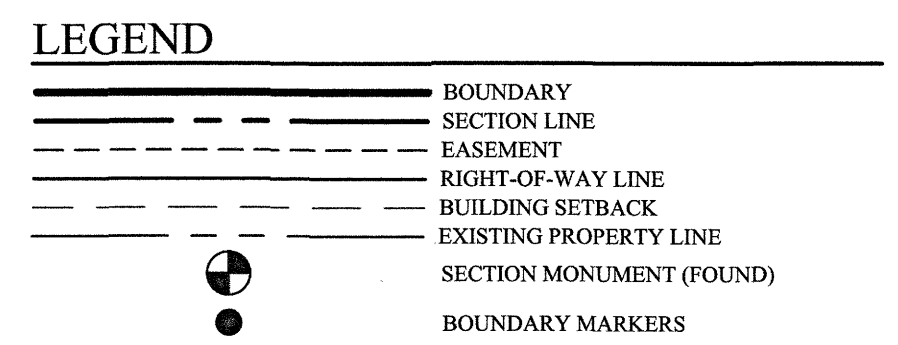 LEGEND
BOUNDARY
SECTION LINE
EASEMENT
RIGHT-OF-WAY LINE
BUILDING SETBACK
EXISTING PROPERTY LINE
SECTION MONUMENT (FOUND)
BOUNDARY MARKERS